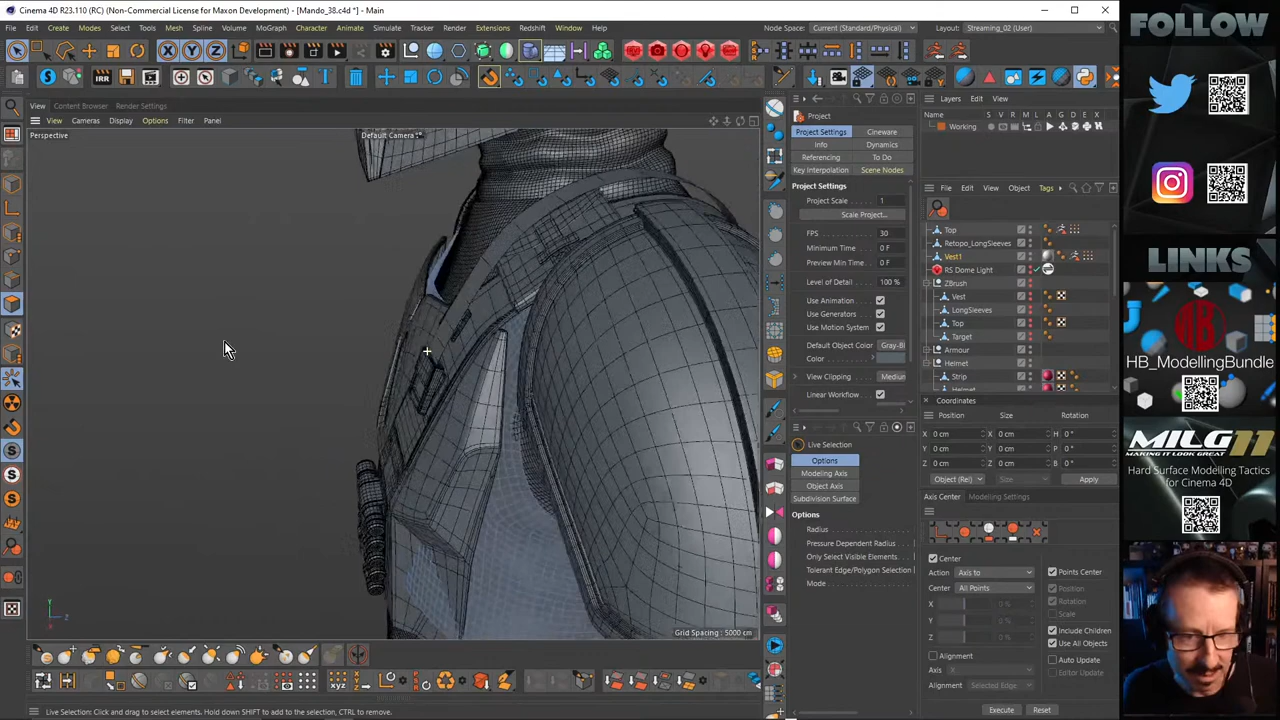 Cinema 4D R23.110 (RC) (Non-Commercial License for Maxon Development) - [Mando_38.c4d *] - Main
File Edit Create Modes Select Tools Mesh Spline Volume MoGraph Character Animate Simulate Tracker Render Extensions Redshift Window Help
Node Space: Current (Standard/Physical) Layout: Streaming_02 (User)
View Content Browser Render Settings
View Cameras Display Options Filter Panel
Perspective
Default Camera
Grid Spacing : 5000 cm
Live Selection: Click and drag to select elements. Hold down SHIFT to add to the selection, CTRL to remove.
Project
Project Settings Cineware
Info Dynamics
Referencing To Do
Key Interpolation Scene Nodes
Project Settings
Project Scale 1
Scale Project...
FPS 30
Minimum Time 0 F
Preview Min Time 0 F
Level of Detail 100 %
Use Animation
Use Generators
Use Motion System
Default Object Color Gray-Bl
Color
View Clipping Medium
Linear Workflow
Live Selection
Options
Modeling Axis
Object Axis
Subdivision Surface
Options
Radius
Pressure Dependent Radius
Only Select Visible Elements
Tolerant Edge/Polygon Selection
Mode
Layers Edit View
Name S V R M L A G D E X
Working
File Edit View Object Tags
Top
Retopo_LongSleeves
Vest1
RS Dome Light
ZBrush
Vest
LongSleeves
Top
Target
Armour
Helmet
Strip
Helmet
Coordinates
Position Size Rotation
X 0 cm X 0 cm H 0 °
Y 0 cm Y 0 cm P 0 °
Z 0 cm Z 0 cm B 0 °
Object (Rel) Size Apply
Axis Center Modeling Settings
Center
Action Axis to Points Center
Center All Points Position
X 0 % Rotation
Y 0 % Scale
Z 0 % Include Children
Use All Objects
Alignment Auto Update
Axis X Editor Update
Alignment Selected Edge
Execute Reset
FOLLOW
LINKS
HB_ModellingBundle
MILG11
MAKING IT LOOK GREAT
Hard Surface Modelling Tactics
for Cinema 4D